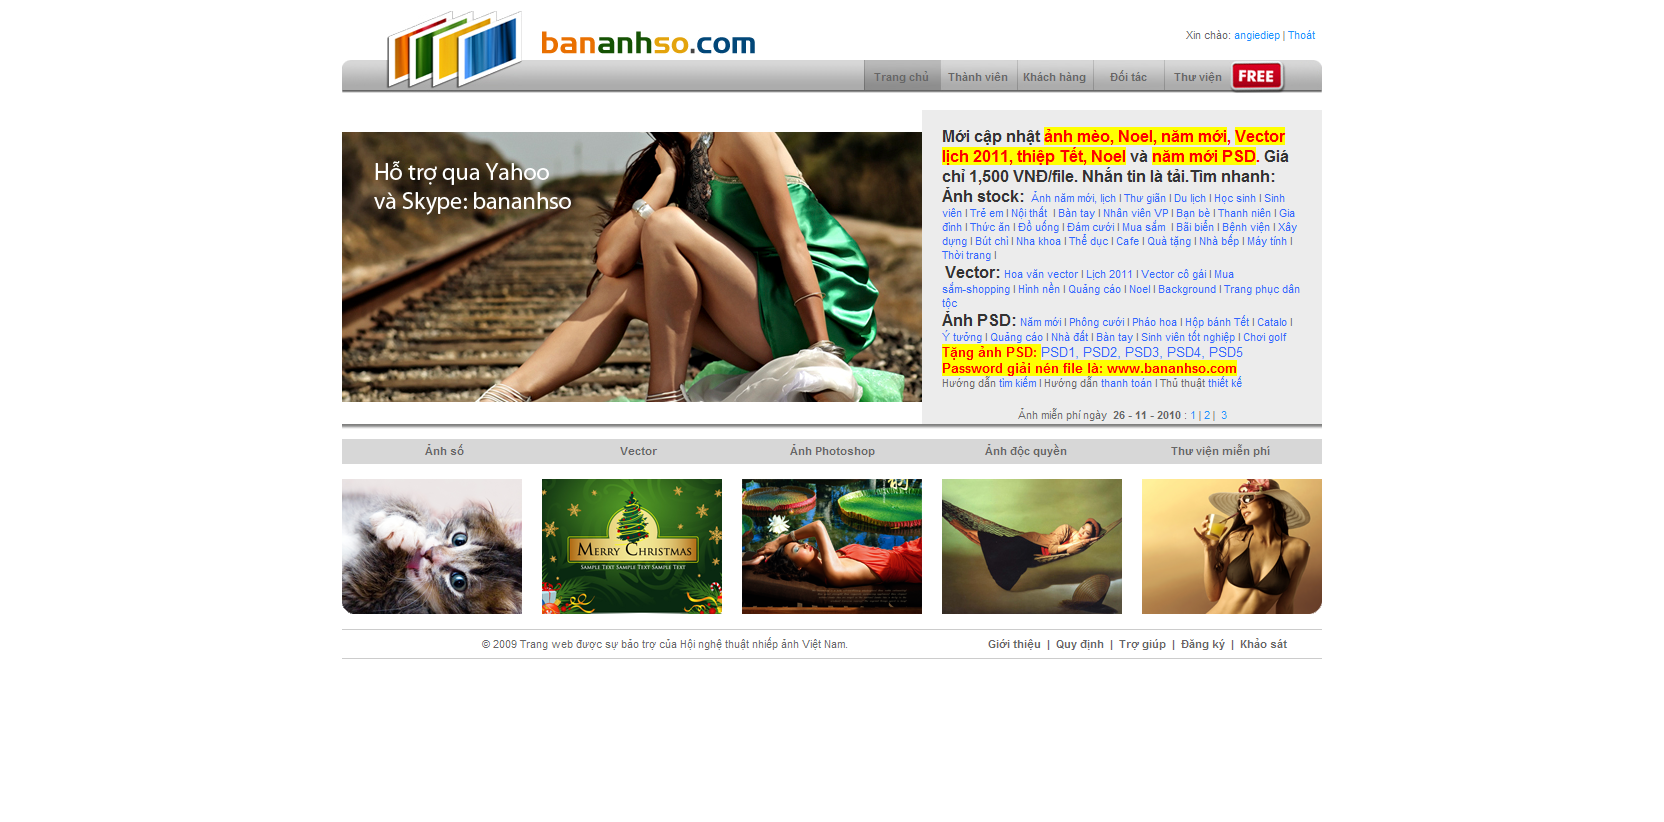 bananhso.com
Xin chào: angiediep | Thoát
Trang chủ Thành viên Khách hàng Đối tác Thư viện FREE
Hỗ trợ qua Yahoo
và Skype: bananhso
Mới cập nhật ảnh mèo, Noel, năm mới, Vector
lịch 2011, thiệp Tết, Noel và năm mới PSD. Giá
chỉ 1,500 VNĐ/file. Nhắn tin là tải.Tìm nhanh:
Ảnh stock: Ảnh năm mới, lịch I Thư giãn I Du lịch I Học sinh I Sinh
viên I Trẻ em I Nội thất I Bàn tay I Nhân viên VP I Bạn bè I Thanh niên I Gia
đình I Thức ăn I Đồ uống I Đám cưới I Mua sắm I Bãi biển I Bệnh viện I Xây
dựng I Bút chì I Nha khoa I Thể dục I Cafe I Quà tặng I Nhà bếp I Máy tính I
Thời trang I
Vector: Hoa văn vector I Lịch 2011 I Vector cô gái I Mua
sắm-shopping I Hình nền I Quảng cáo I Noel I Background I Trang phục dân
tộc
Ảnh PSD: Năm mới I Phông cưới I Pháo hoa I Hộp bánh Tết I Catalo I
Ý tưởng I Quảng cáo I Nhà đất I Bàn tay I Sinh viên tốt nghiệp I Chơi golf
Tặng ảnh PSD: PSD1, PSD2, PSD3, PSD4, PSD5
Password giải nén file là: www.bananhso.com
Hướng dẫn tìm kiếm I Hướng dẫn thanh toán I Thủ thuật thiết kế
Ảnh miễn phí ngày 26 - 11 - 2010 : 1 | 2 | 3
Ảnh số Vector Ảnh Photoshop Ảnh độc quyền Thư viện miễn phí
MERRY CHRISTMAS
SAMPLE TEXT SAMPLE TEXT SAMPLE TEXT
© 2009 Trang web được sự bảo trợ của Hội nghệ thuật nhiếp ảnh Việt Nam.
Giới thiệu | Quy định | Trợ giúp | Đăng ký | Khảo sát